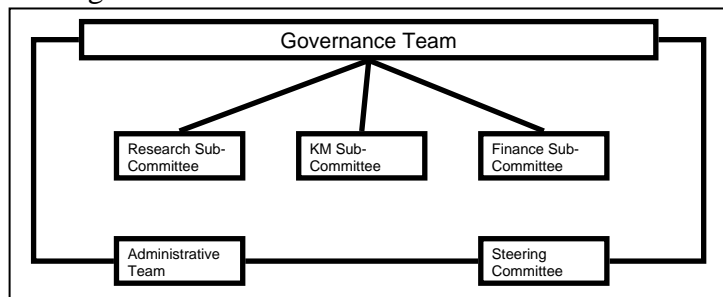 Governance Team
Research Sub-
Committee
KM Sub-
Committee
Finance Sub-
Committee
Administrative
Team
Steering
Committee